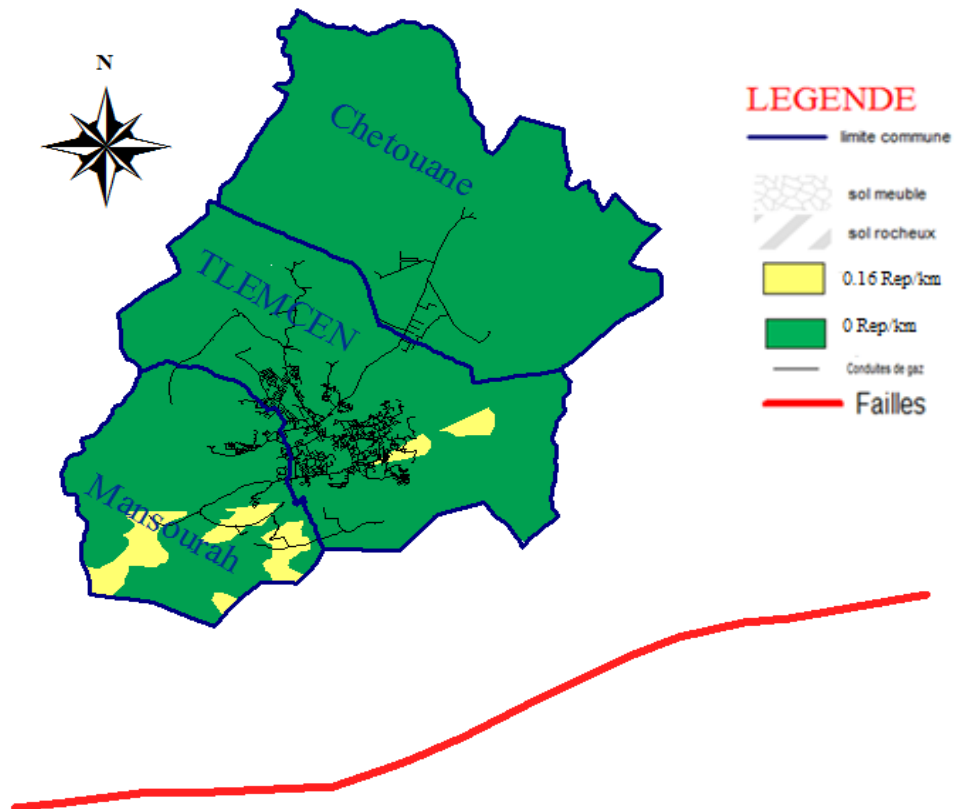 N
Chetouane
TLEMCEN
Mansourah
LEGENDE
limite commune
sol meuble
sol rocheux
0.16 Rep/km
0 Rep/km
Conduites de gaz
Failles